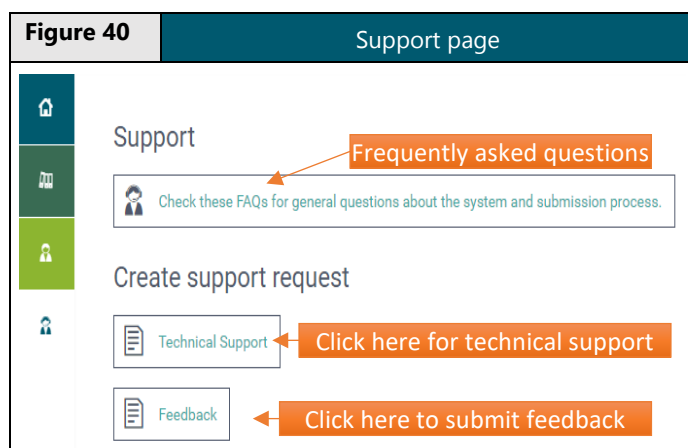 Figure 40
Support page
Support
Frequently asked questions
Check these FAQs for general questions about the system and submission process.
Create support request
Technical Support
Click here for technical support
Feedback
Click here to submit feedback